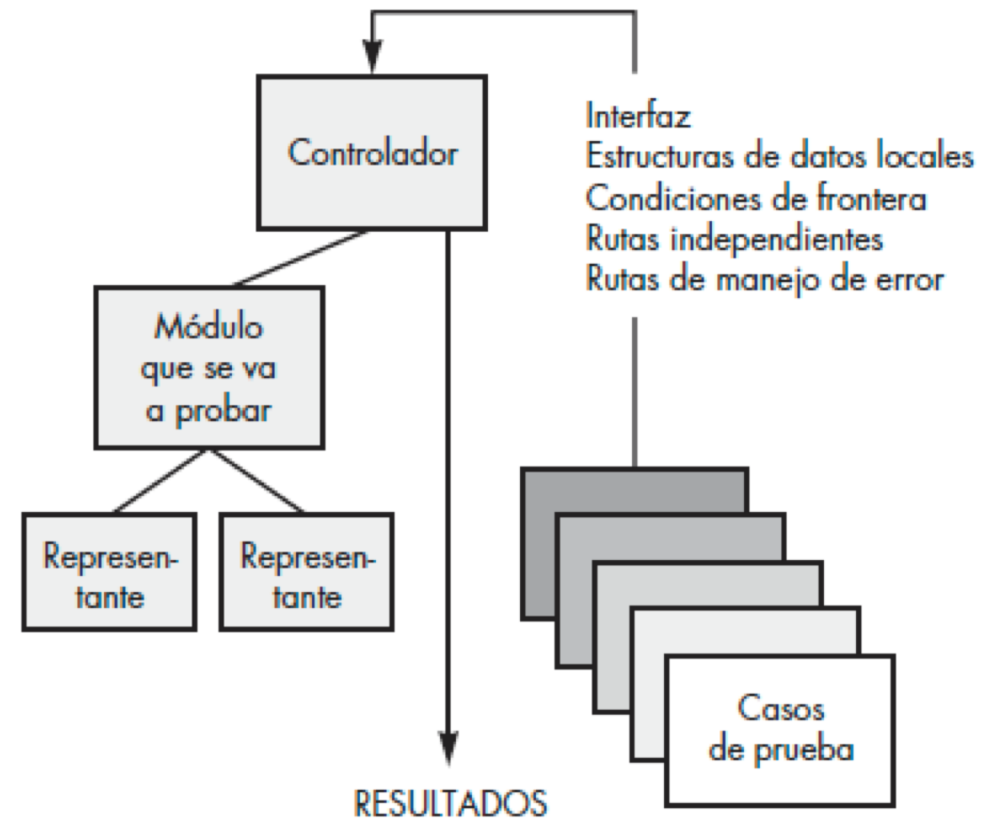 Controlador
Interfaz
Estructuras de datos locales
Condiciones de frontera
Rutas independientes
Rutas de manejo de error
Módulo
que se va
a probar
Represen-
tante
Represen-
tante
Casos
de prueba
RESULTADOS